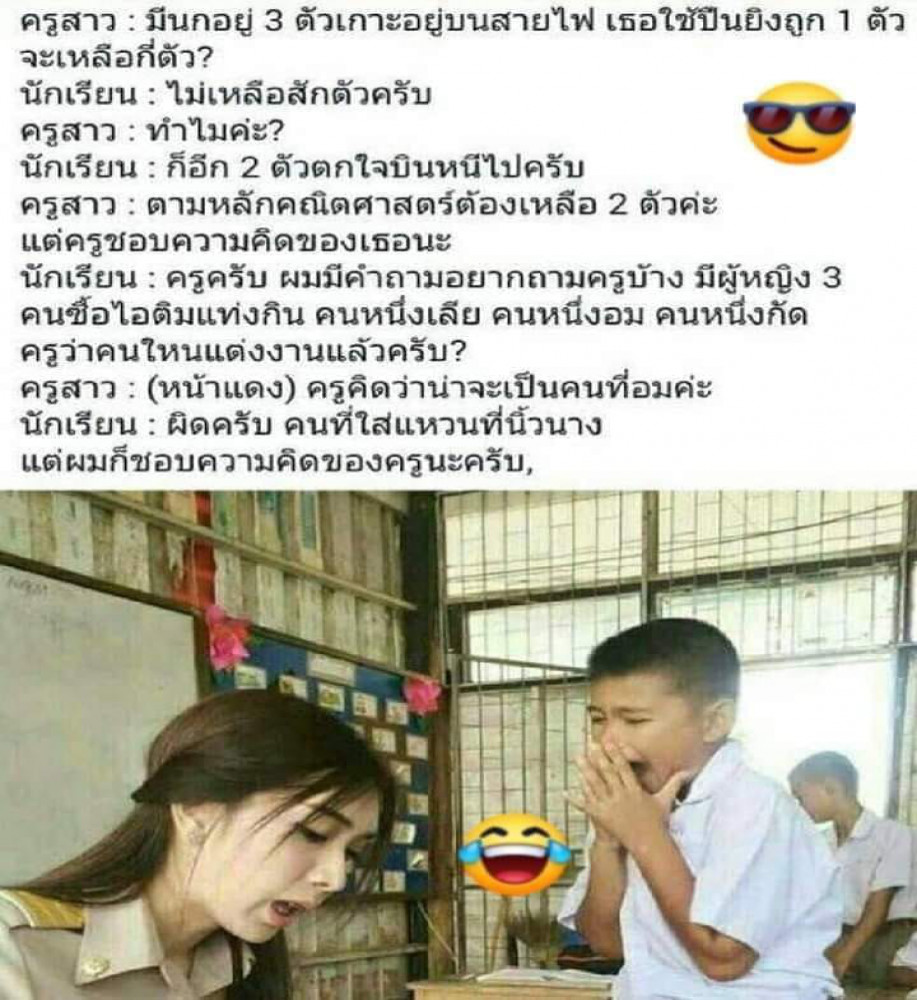 ครูสาว : มีนกอยู่ 3 ตัวเกาะอยู่บนสายไฟ เธอใช้ปืนยิงถูก 1 ตัว
จะเหลือกี่ตัว?
นักเรียน : ไม่เหลือสักตัวครับ
ครูสาว : ทำไมค่ะ?
นักเรียน : ก็อีก 2 ตัวตกใจบินหนีไปครับ
ครูสาว : ตามหลักคณิตศาสตร์ต้องเหลือ 2 ตัวค่ะ
แต่ครูชอบความคิดของเธอนะ
นักเรียน : ครูครับ ผมมีคำถามอยากถามครูบ้าง มีผู้หญิง 3
คนซื้อไอติมแท่งกิน คนหนึ่งเลีย คนหนึ่งอม คนหนึ่งกัด
ครูว่าคนใหนแต่งงานแล้วครับ?
ครูสาว : (หน้าแดง) ครูคิดว่าน่าจะเป็นคนที่อมค่ะ
นักเรียน : ผิดครับ คนที่ใส่แหวนที่นิ้วนาง
แต่ผมก็ชอบความคิดของครูนะครับ,